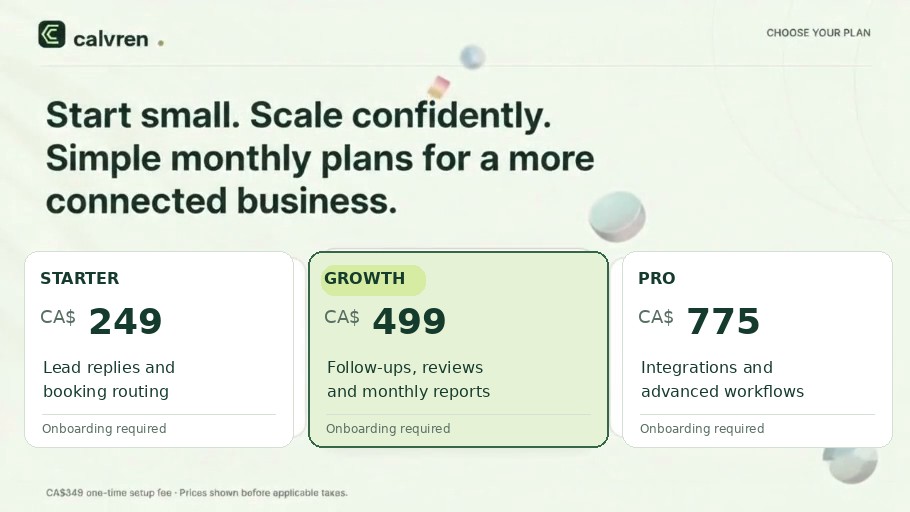 calvren
CHOOSE YOUR PLAN
Start small. Scale confidently.
Simple monthly plans for a more
connected business.
STARTER
CA$ 249
Lead replies and
booking routing
Onboarding required
GROWTH
CA$ 499
Follow-ups, reviews
and monthly reports
Onboarding required
PRO
CA$ 775
Integrations and
advanced workflows
Onboarding required
CA$349 one-time setup fee · Prices shown before applicable taxes.